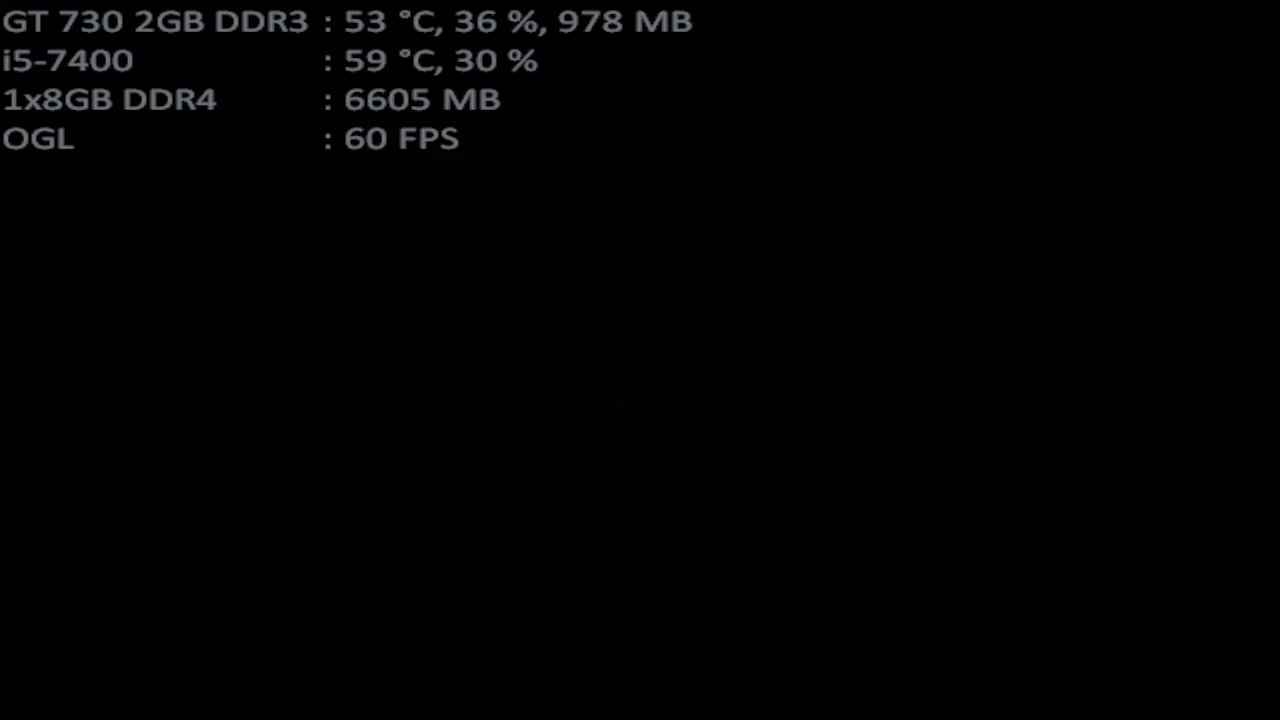 GT 730 2GB DDR3 : 53 °C, 36 %, 978 MB
i5-7400 : 59 °C, 30 %
1x8GB DDR4 : 6605 MB
OGL : 60 FPS